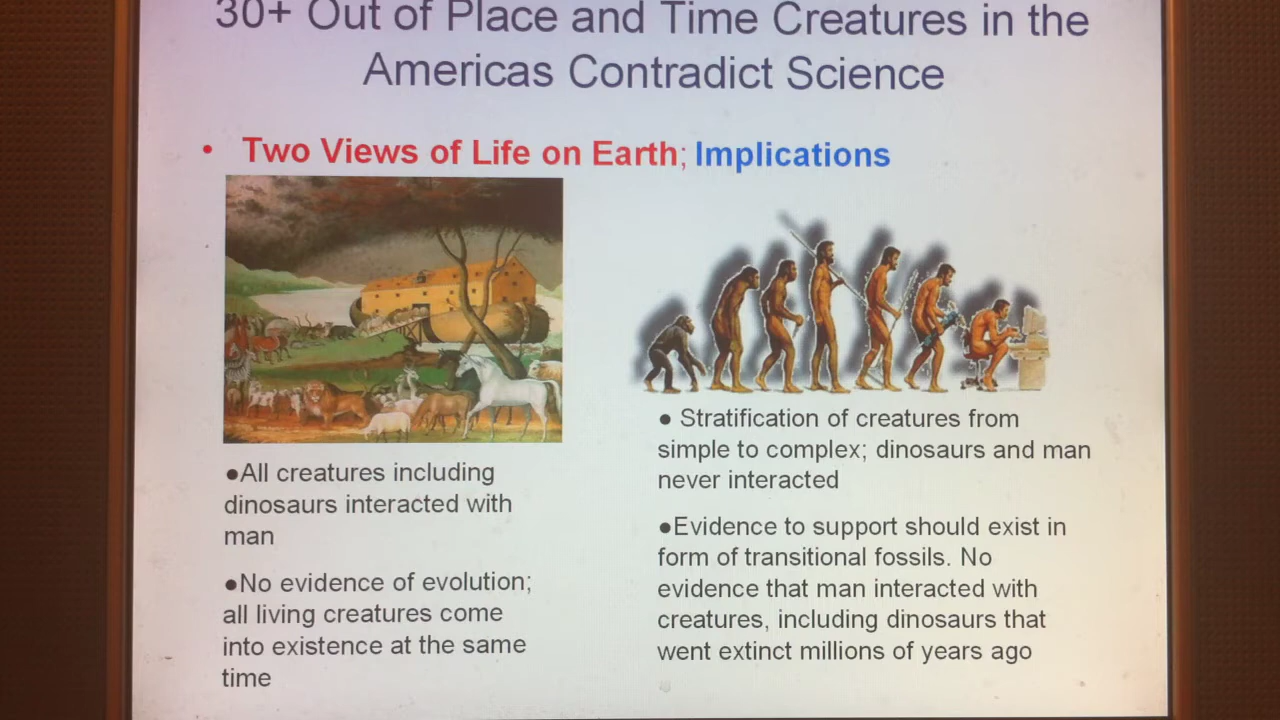 30+ Out of Place and Time Creatures in the
Americas Contradict Science
• Two Views of Life on Earth; Implications
●All creatures including
dinosaurs interacted with
man
●No evidence of evolution;
all living creatures come
into existence at the same
time
● Stratification of creatures from
simple to complex; dinosaurs and man
never interacted
●Evidence to support should exist in
form of transitional fossils. No
evidence that man interacted with
creatures, including dinosaurs that
went extinct millions of years ago